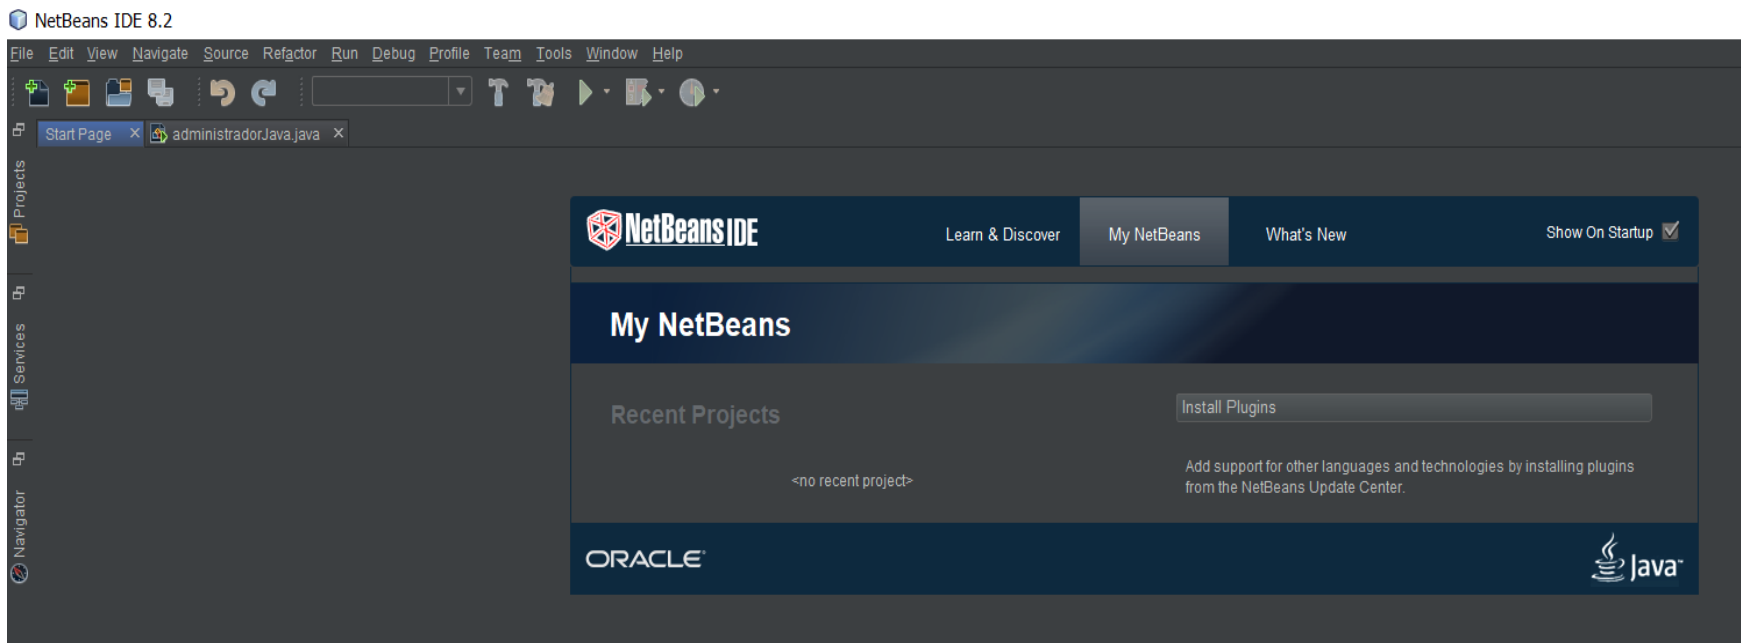 NetBeans IDE 8.2
File Edit View Navigate Source Refactor Run Debug Profile Team Tools Window Help
Start Page administradorJava.java
Projects
Services
Navigator
NetBeans IDE Learn & Discover My NetBeans What's New Show On Startup
My NetBeans
Recent Projects
<no recent project>
Install Plugins
Add support for other languages and technologies by installing plugins
from the NetBeans Update Center.
ORACLE
Java™